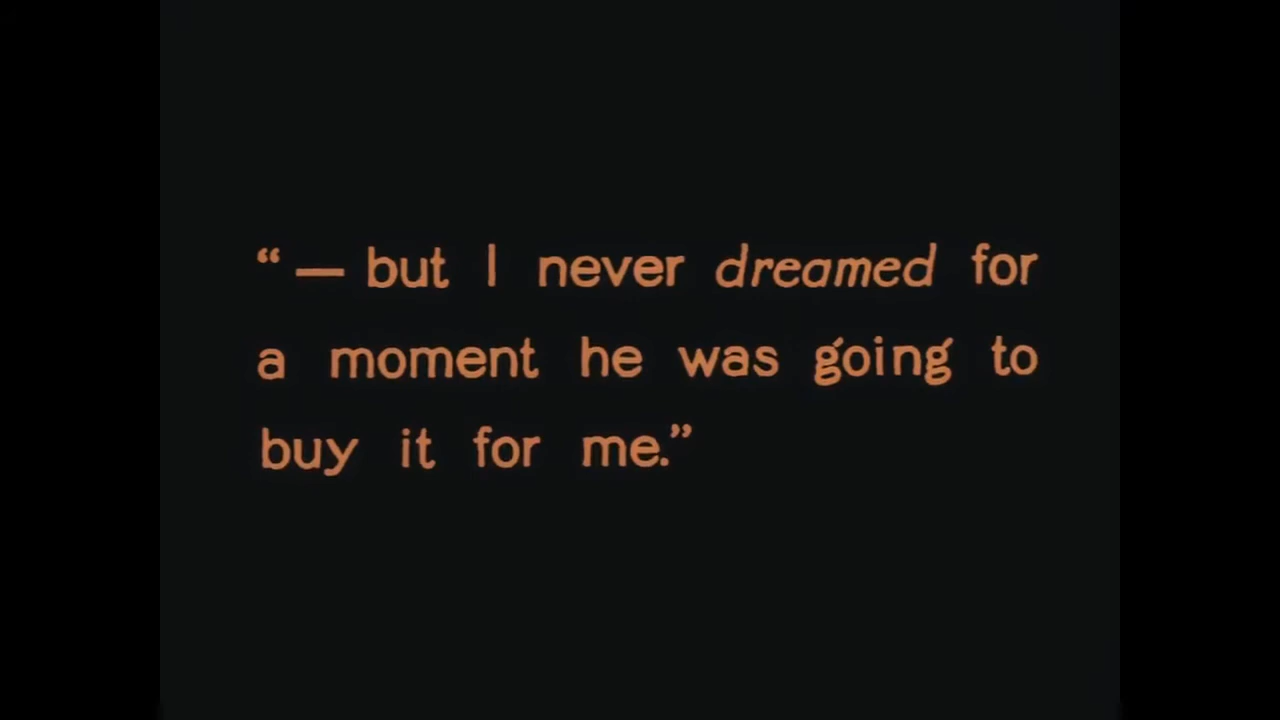 “— but I never dreamed for
a moment he was going to
buy it for me.”